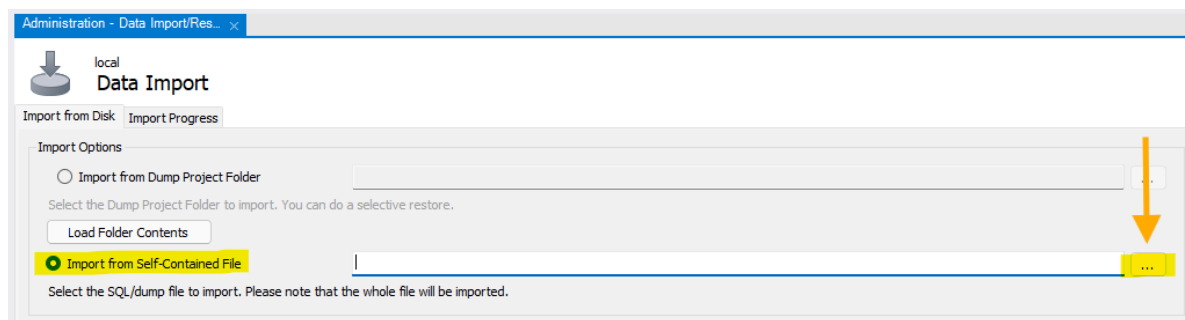 Administration - Data Import/Res... ×
local
Data Import
Import from Disk Import Progress
Import Options
Import from Dump Project Folder ...
Select the Dump Project Folder to import. You can do a selective restore.
Load Folder Contents
Import from Self-Contained File ...
Select the SQL/dump file to import. Please note that the whole file will be imported.